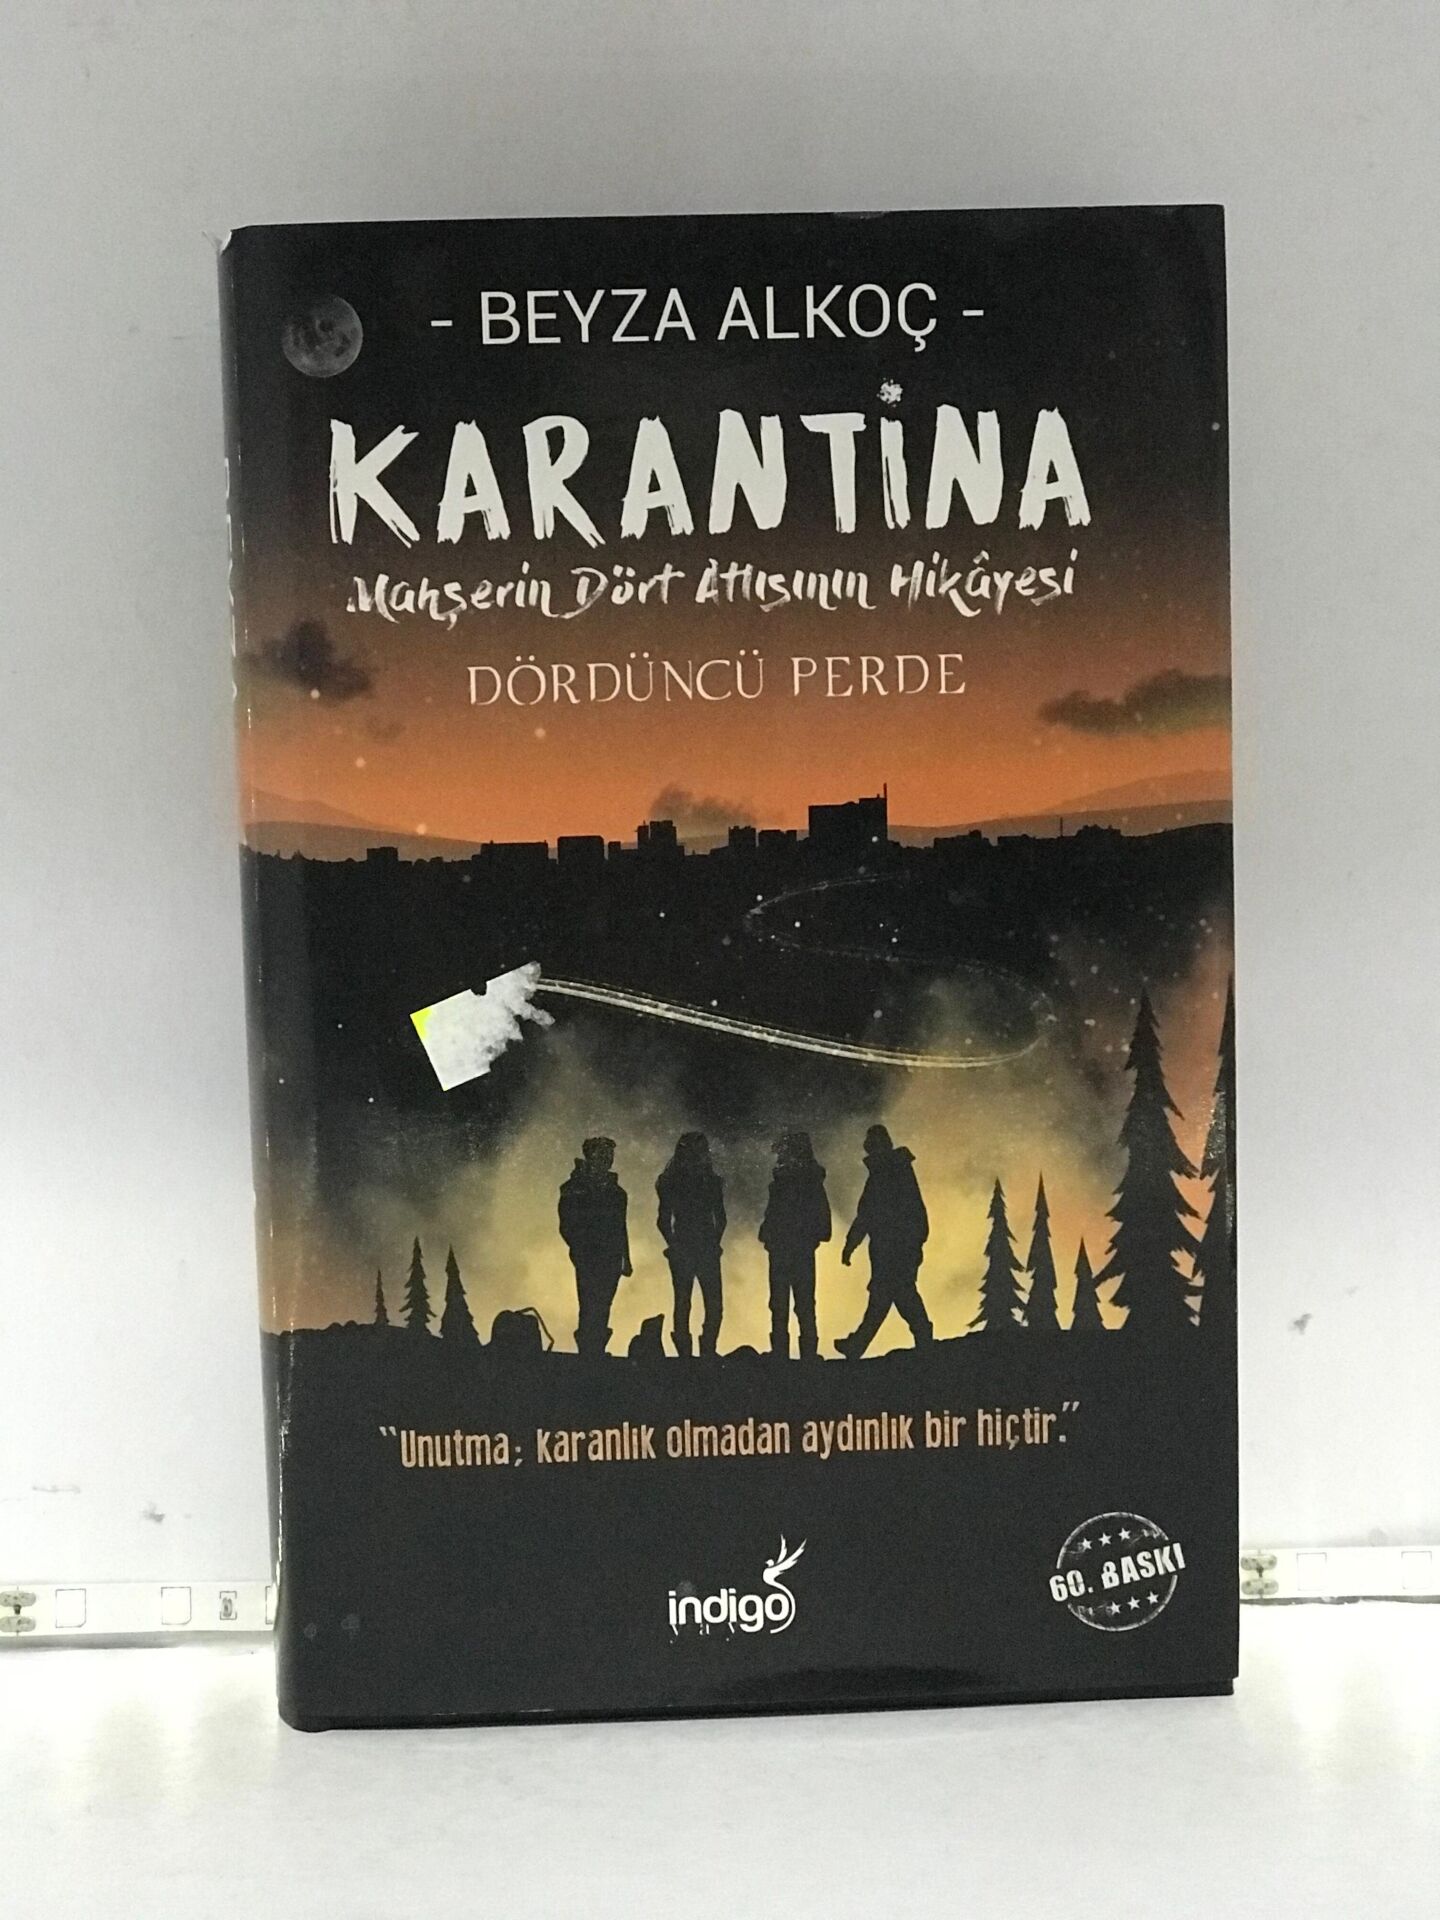 - BEYZA ALKOÇ -
KARANTİNA
Mahşerin Dört Atlısının Hikâyesi
DÖRDÜNCÜ PERDE
"Unutma; karanlık olmadan aydınlık bir hiçtir."
indigo
60. BASKI